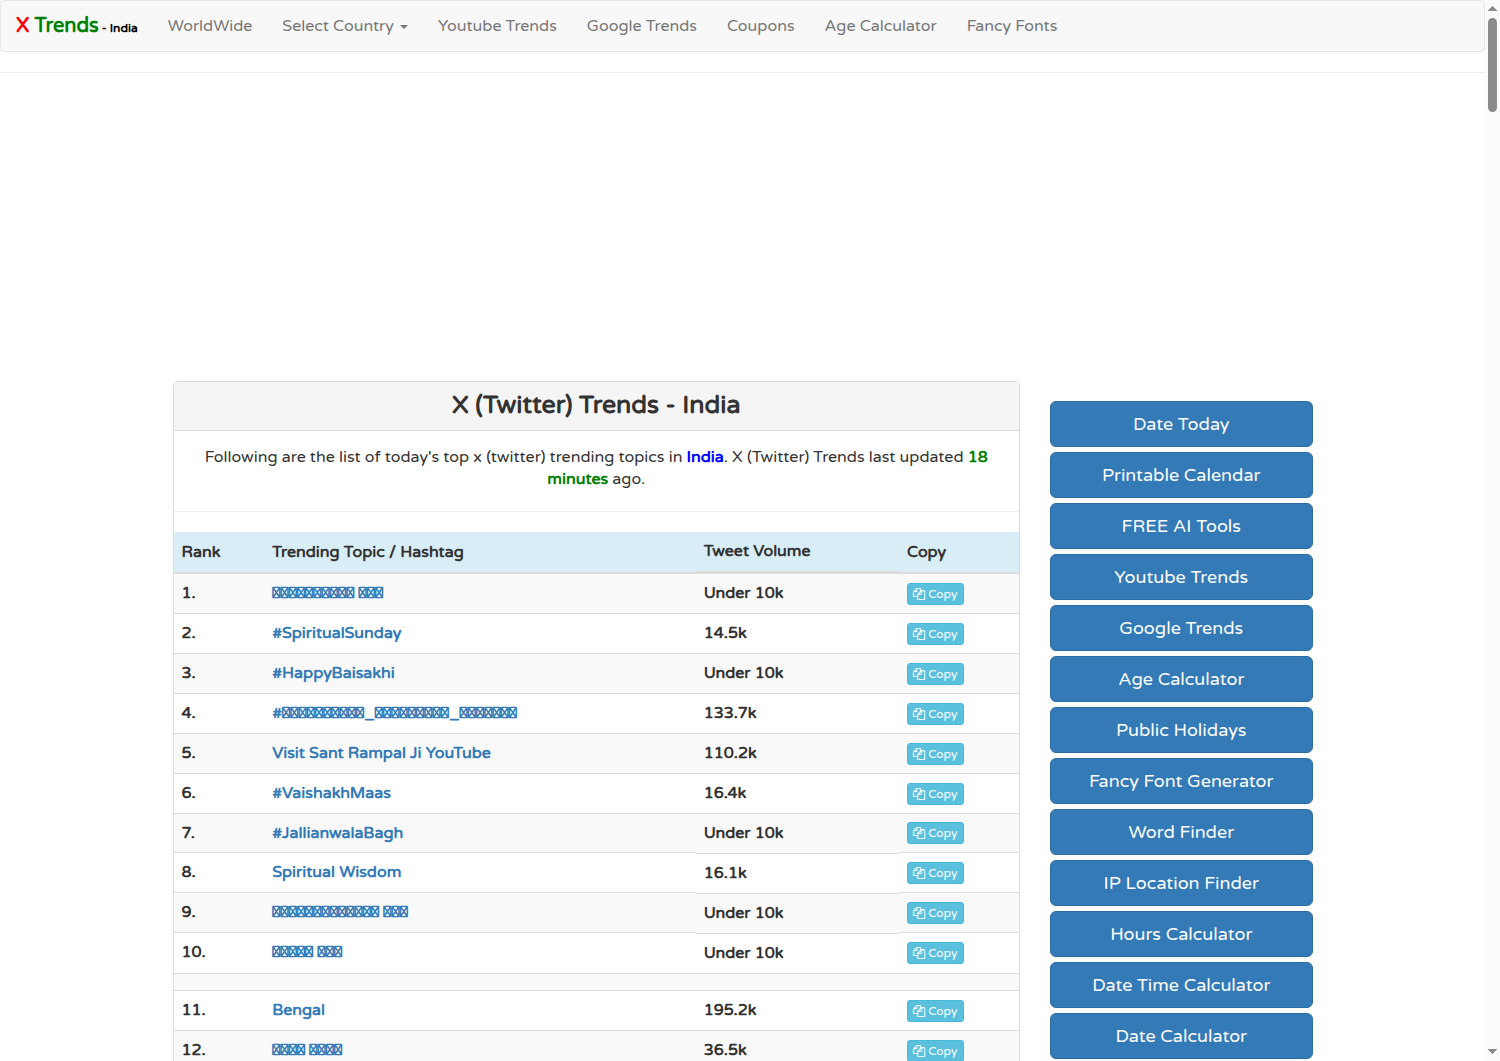 X Trends - India
WorldWide
Select Country
Youtube Trends
Google Trends
Coupons
Age Calculator
Fancy Fonts
X (Twitter) Trends - India
Following are the list of today's top x (twitter) trending topics in India. X (Twitter) Trends last updated 18
minutes ago.
Rank Trending Topic / Hashtag Tweet Volume Copy
1. Under 10k Copy
2. #SpiritualSunday 14.5k Copy
3. #HappyBaisakhi Under 10k Copy
4. 133.7k Copy
5. Visit Sant Rampal Ji YouTube 110.2k Copy
6. #VaishakhMaas 16.4k Copy
7. #JallianwalaBagh Under 10k Copy
8. Spiritual Wisdom 16.1k Copy
9. Under 10k Copy
10. Under 10k Copy
11. Bengal 195.2k Copy
12. 36.5k Copy
Date Today
Printable Calendar
FREE AI Tools
Youtube Trends
Google Trends
Age Calculator
Public Holidays
Fancy Font Generator
Word Finder
IP Location Finder
Hours Calculator
Date Time Calculator
Date Calculator